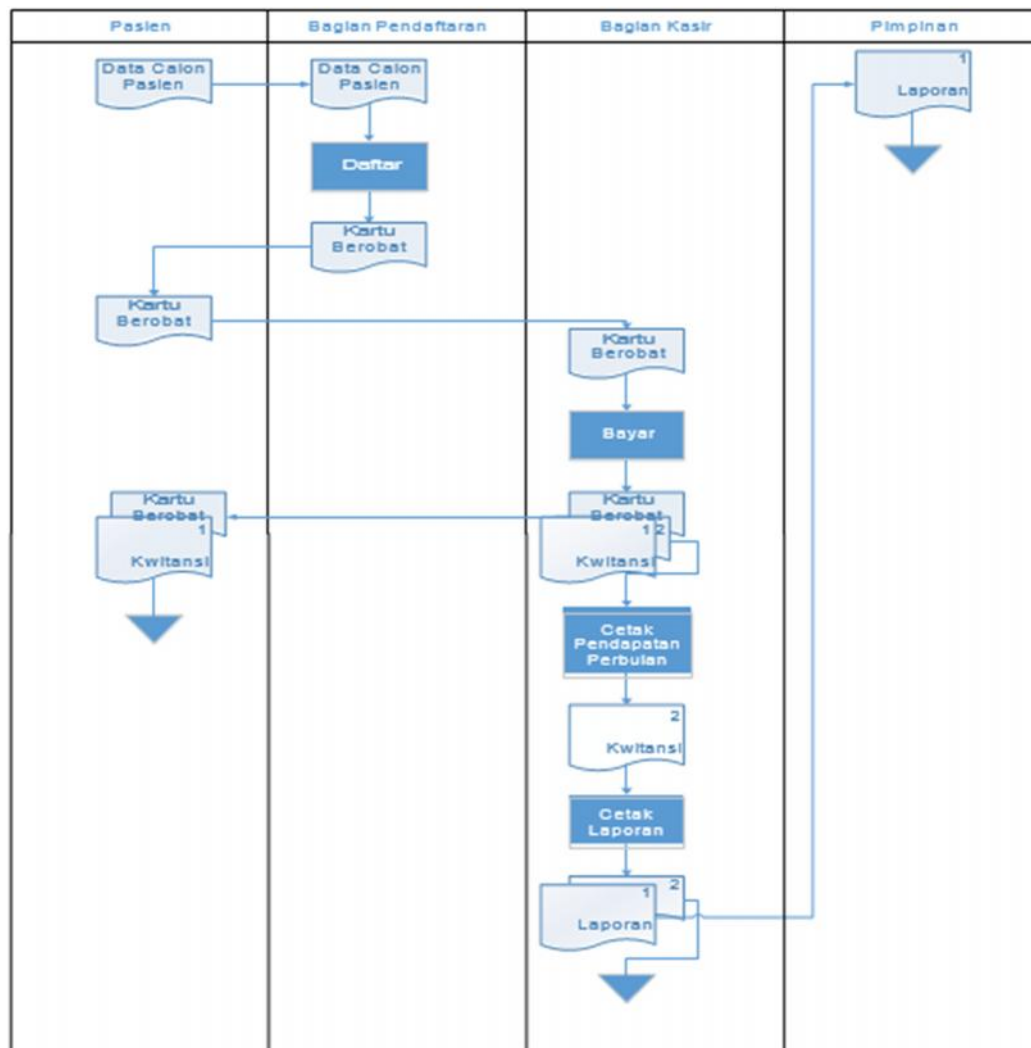 Pasien
Bagian Pendaftaran
Bagian Kasir
Pimpinan
Data Calon
Pasien
Data Calon
Pasien
1
Laporan
Daftar
Kartu
Berobat
Kartu
Berobat
Kartu
Berobat
Bayar
Kartu
Berobat
1
Kwitansi
Kartu
Berobat
1 2
Kwitansi
Cetak
Pendapatan
Perbulan
2
Kwitansi
Cetak
Laporan
2
1
Laporan